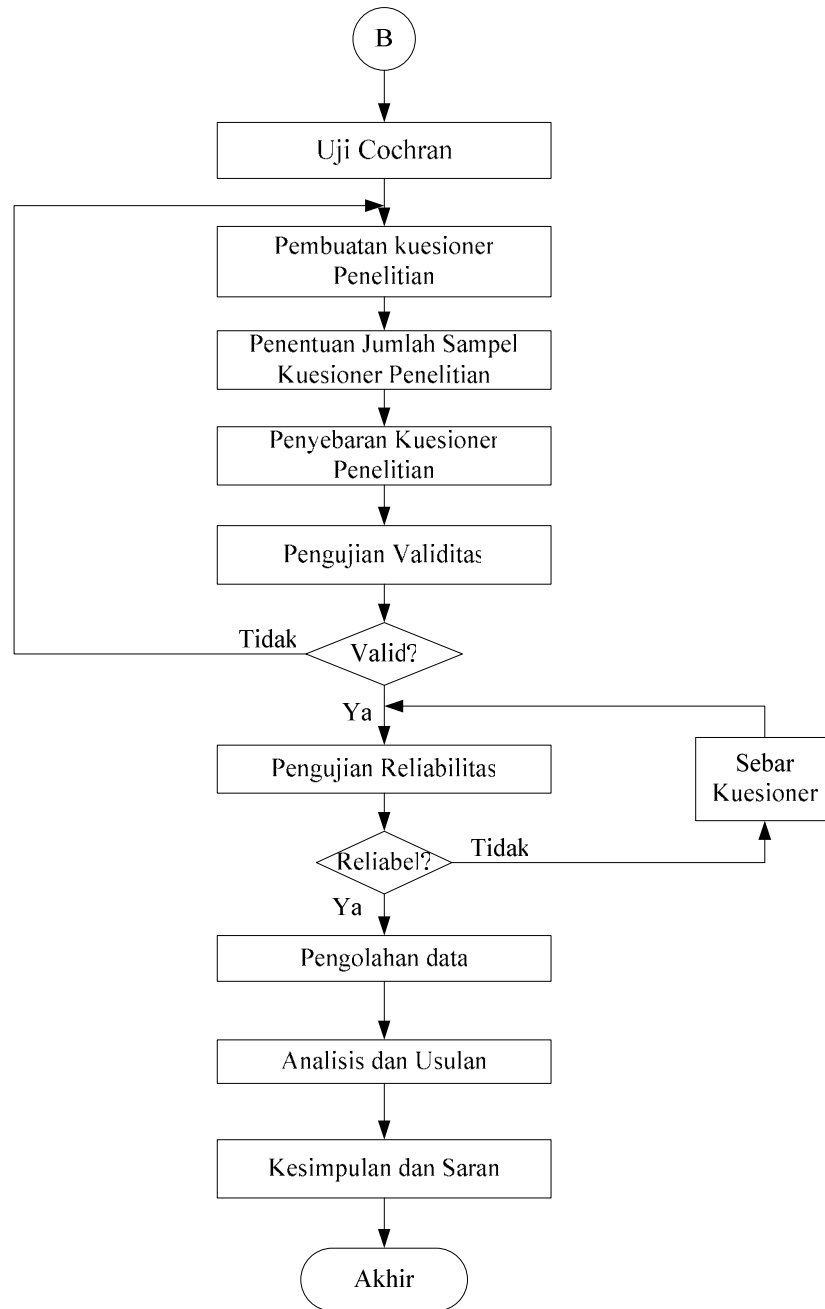 B
Uji Cochran
Pembuatan kuesioner
Penelitian
Penentuan Jumlah Sampel
Kuesioner Penelitian
Penyebaran Kuesioner
Penelitian
Pengujian Validitas
Tidak
Valid?
Ya
Pengujian Reliabilitas
Sebar
Kuesioner
Reliabel?
Tidak
Ya
Pengolahan data
Analisis dan Usulan
Kesimpulan dan Saran
Akhir